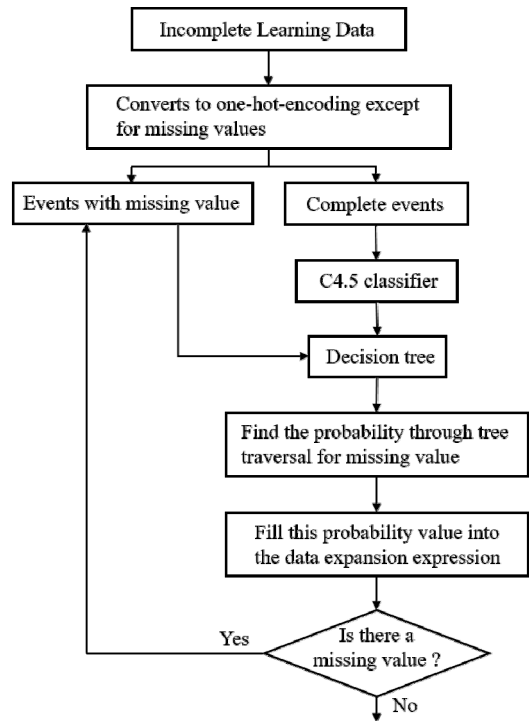 Incomplete Learning Data
Converts to one-hot-encoding except
for missing values
Events with missing value
Complete events
C4.5 classifier
Decision tree
Find the probability through tree
traversal for missing value
Fill this probability value into
the data expansion expression
Yes
Is there a
missing value ?
No